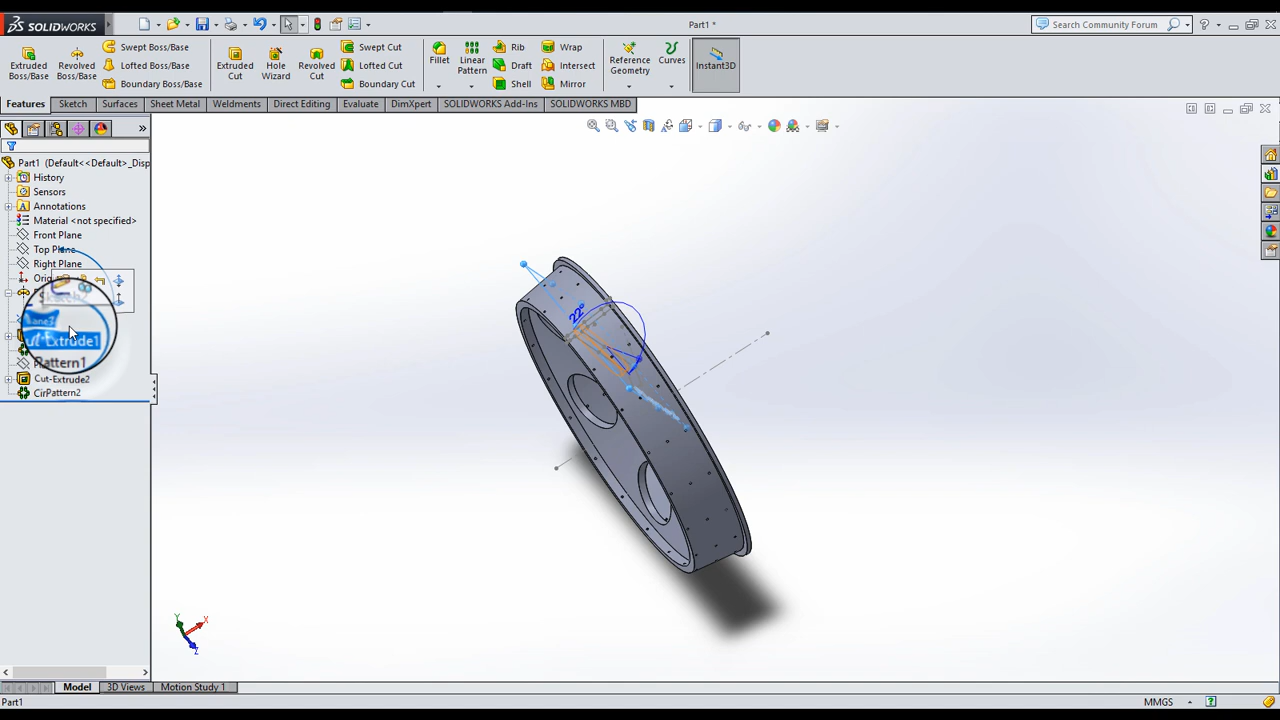 SOLIDWORKS
Part1 *
Search Community Forum
Extruded Boss/Base
Revolved Boss/Base
Swept Boss/Base
Lofted Boss/Base
Boundary Boss/Base
Extruded Cut
Hole Wizard
Revolved Cut
Swept Cut
Lofted Cut
Boundary Cut
Fillet
Linear Pattern
Rib
Draft
Shell
Wrap
Intersect
Mirror
Reference Geometry
Curves
Instant3D
Features
Sketch
Surfaces
Sheet Metal
Weldments
Direct Editing
Evaluate
DimXpert
SOLIDWORKS Add-Ins
SOLIDWORKS MBD
Part1 (Default<<Default>_Disp
History
Sensors
Annotations
Material <not specified>
Front Plane
Top Plane
Right Plane
Orig
ut-Extrude1
Pattern1
Cut-Extrude2
CirPattern2
22°
Y
X
Z
Model
3D Views
Motion Study 1
Part1
MMGS